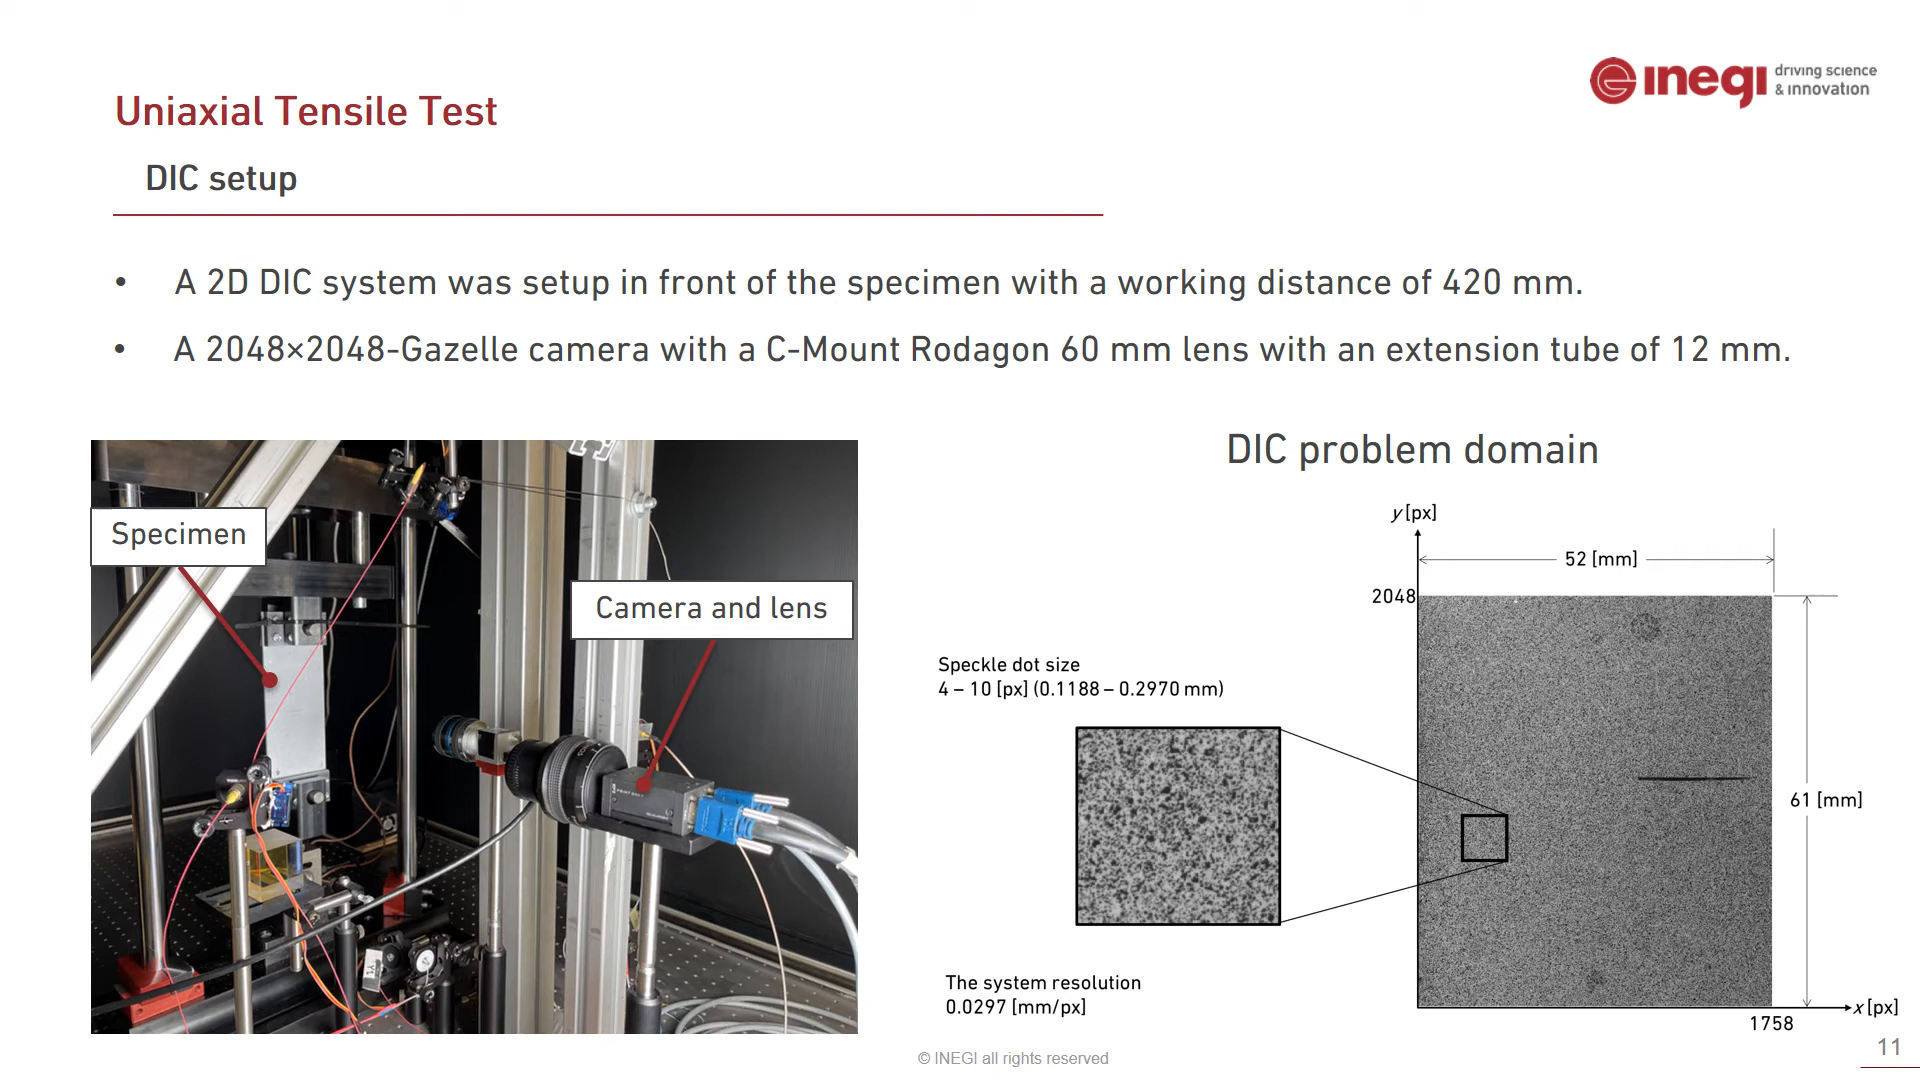 inegi driving science
& innovation
Uniaxial Tensile Test
DIC setup
• A 2D DIC system was setup in front of the specimen with a working distance of 420 mm.
• A 2048×2048-Gazelle camera with a C-Mount Rodagon 60 mm lens with an extension tube of 12 mm.
Specimen
Camera and lens
DIC problem domain
y [px]
52 [mm]
2048
Speckle dot size
4 – 10 [px] (0.1188 – 0.2970 mm)
61 [mm]
The system resolution
0.0297 [mm/px]
x [px]
1758
© INEGI all rights reserved
11